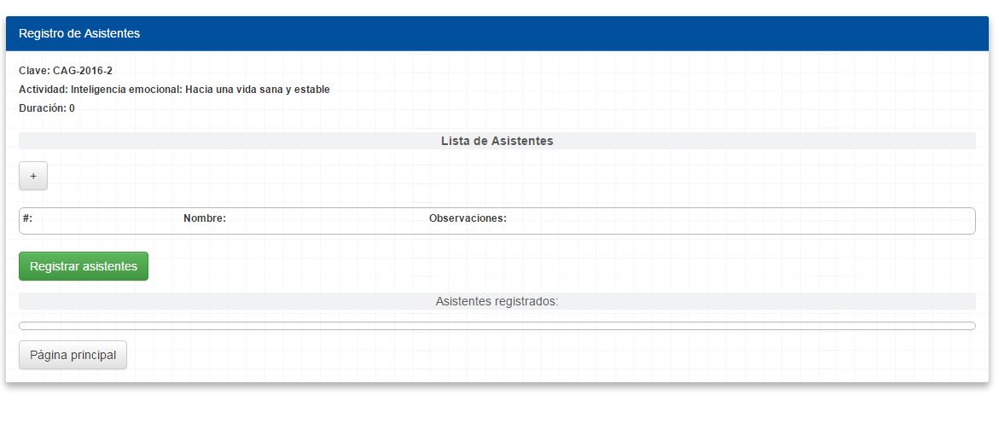 Registro de Asistentes
Clave: CAG-2016-2
Actividad: Inteligencia emocional: Hacia una vida sana y estable
Duración: 0
Lista de Asistentes
+
#: Nombre: Observaciones:
Registrar asistentes
Asistentes registrados:
Página principal